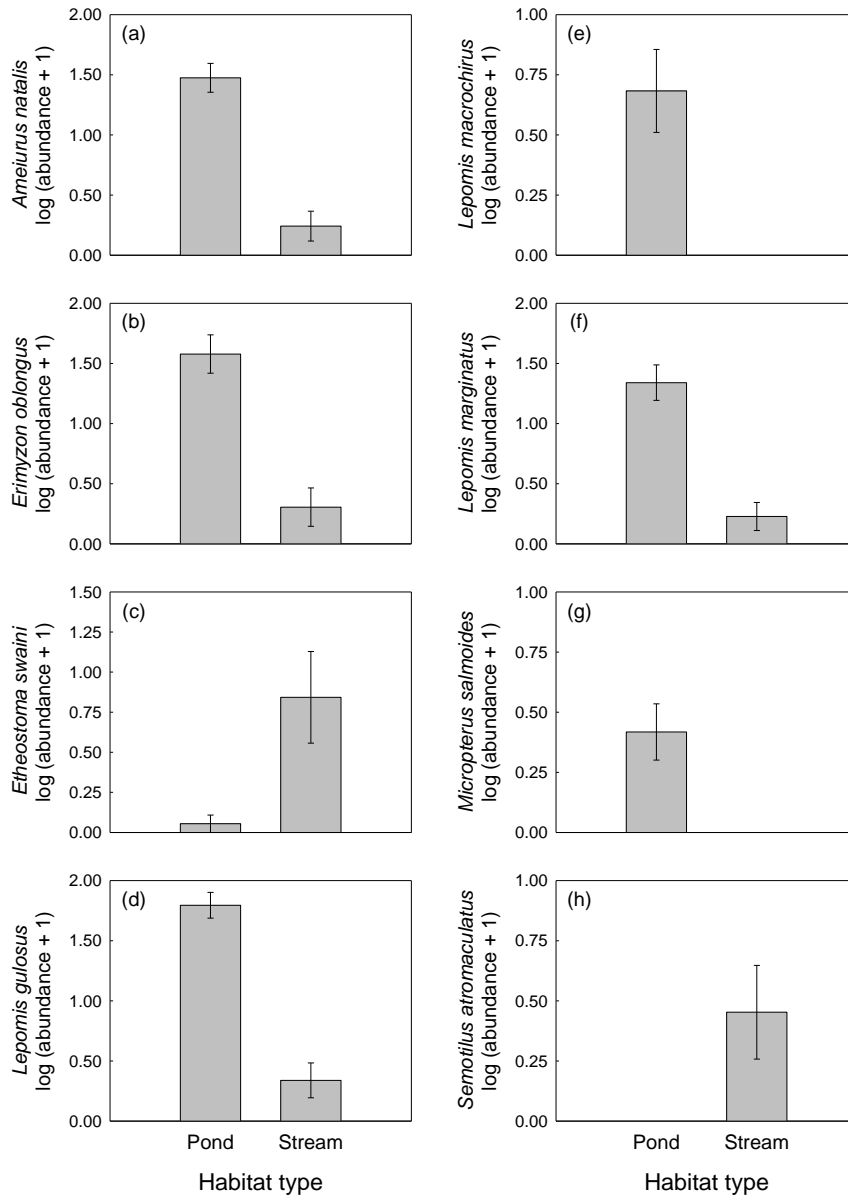 (a)
Ameiurus natalis
log (abundance + 1)
2.00
1.50
1.00
0.50
0.00
(b)
Erimyzon oblongus
log (abundance + 1)
2.00
1.50
1.00
0.50
0.00
(c)
Etheostoma swaini
log (abundance + 1)
1.50
1.25
1.00
0.75
0.50
0.25
0.00
(d)
Lepomis gulosus
log (abundance + 1)
2.00
1.50
1.00
0.50
0.00
Pond Stream
Habitat type
(e)
Lepomis macrochirus
log (abundance + 1)
1.00
0.75
0.50
0.25
0.00
(f)
Lepomis marginatus
log (abundance + 1)
2.00
1.50
1.00
0.50
0.00
(g)
Micropterus salmoides
log (abundance + 1)
1.00
0.75
0.50
0.25
0.00
(h)
Semotilus atromaculatus
log (abundance + 1)
1.00
0.75
0.50
0.25
0.00
Pond Stream
Habitat type